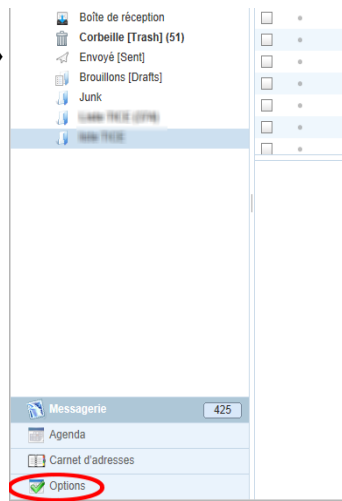 Boîte de réception
Corbeille [Trash] (51)
Envoyé [Sent]
Brouillons [Drafts]
Junk
Messagerie 425
Agenda
Carnet d'adresses
Options